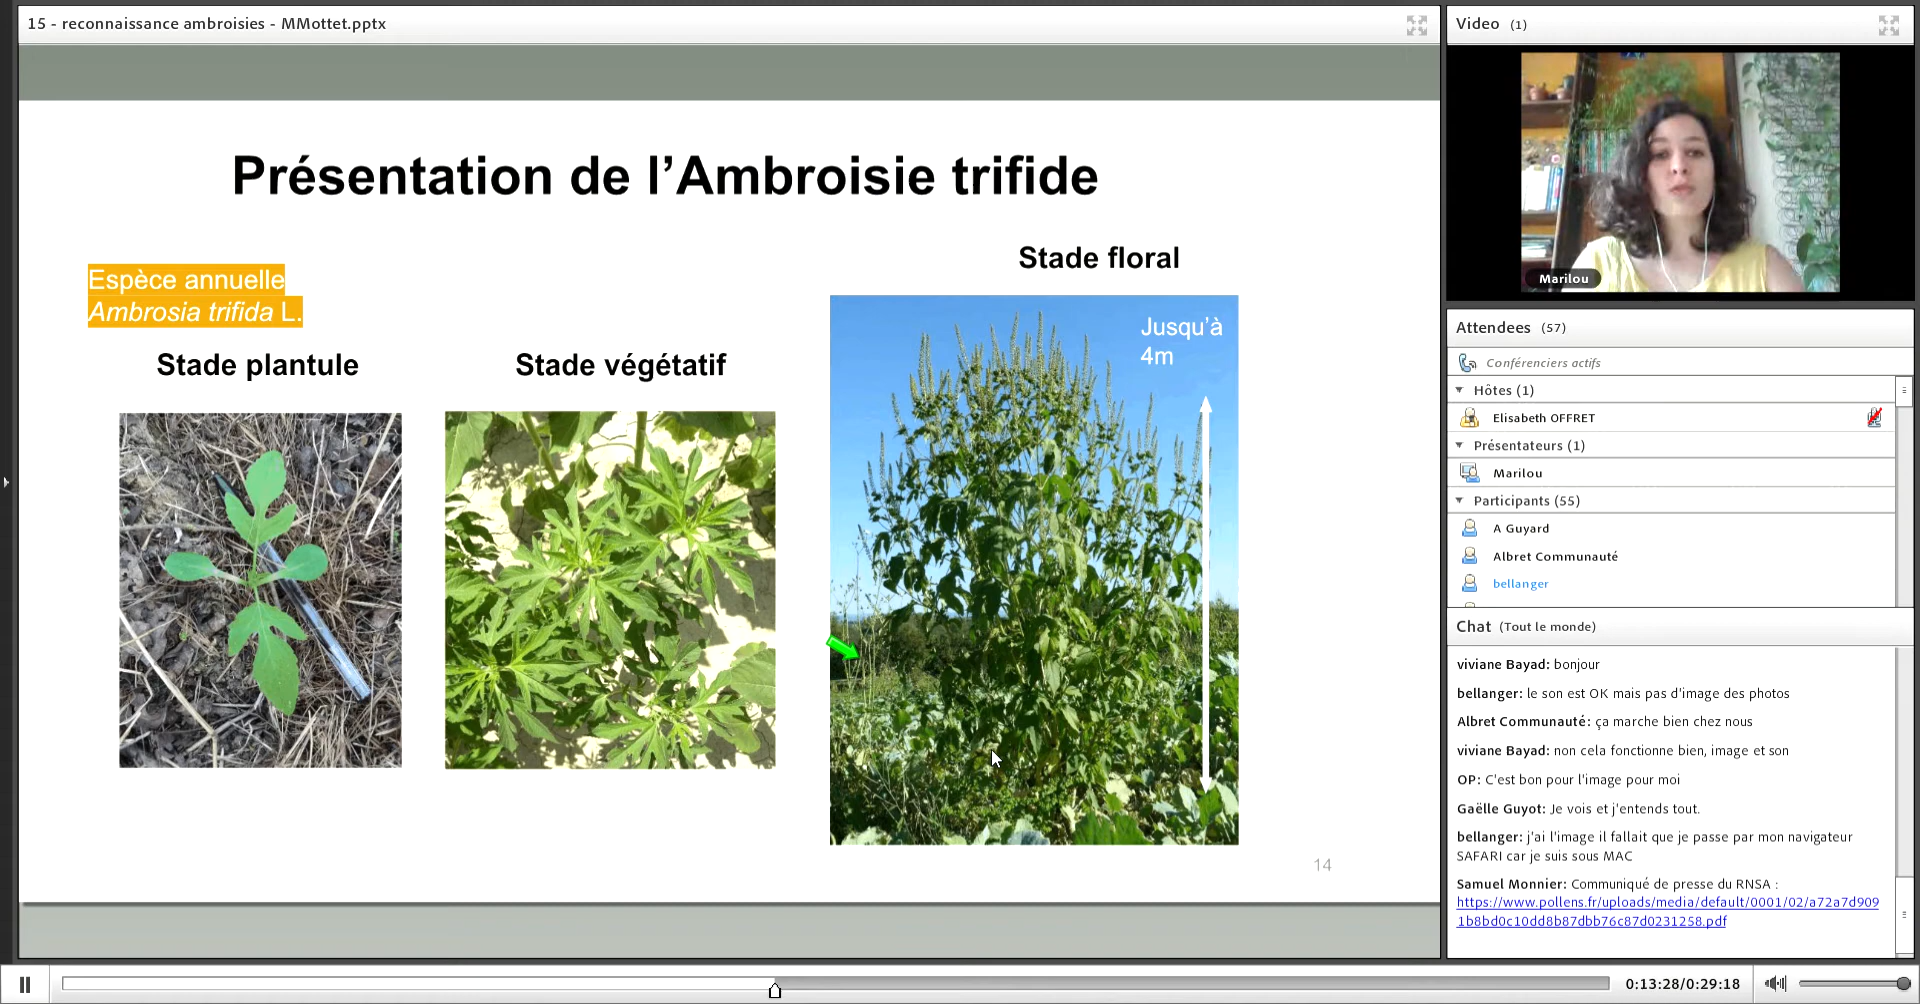 15 - reconnaissance ambroisies - MMottet.pptx
Présentation de l'Ambroisie trifide
Espèce annuelle
Ambrosia trifida L.
Stade plantule
Stade végétatif
Stade floral
Jusqu'à
4m
14
Video (1)
Marilou
Attendees (57)
Conférenciers actifs
Hôtes (1)
Elisabeth OFFRET
Présentateurs (1)
Marilou
Participants (55)
A Guyard
Albret Communauté
bellanger
Chat (Tout le monde)
viviane Bayad: bonjour
bellanger: le son est OK mais pas d'image des photos
Albret Communauté: ça marche bien chez nous
viviane Bayad: non cela fonctionne bien, image et son
OP: C'est bon pour l'image pour moi
Gaëlle Guyot: Je vois et j'entends tout.
bellanger: j'ai l'image il fallait que je passe par mon navigateur
SAFARI car je suis sous MAC
Samuel Monnier: Communiqué de presse du RNSA :
https://www.pollens.fr/uploads/media/default/0001/02/a72a7d909
1b8bd0c10dd8b87dbb76c87d0231258.pdf
0:13:28/0:29:18